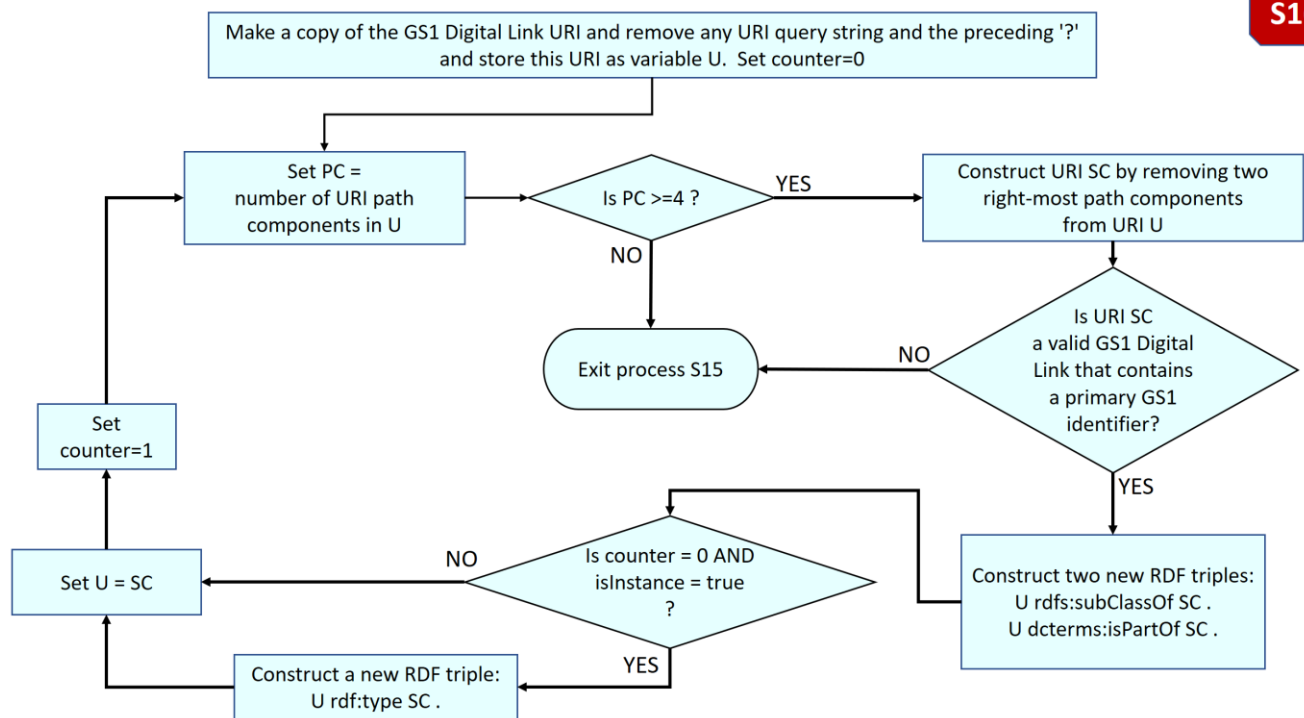 S1
Make a copy of the GS1 Digital Link URI and remove any URI query string and the preceding '?'
and store this URI as variable U. Set counter=0
Set PC =
number of URI path
components in U
Is PC >=4 ?
YES
Construct URI SC by removing two
right-most path components
from URI U
NO
Is URI SC
a valid GS1 Digital
Link that contains
a primary GS1
identifier?
NO
Exit process S15
Set
counter=1
YES
Is counter = 0 AND
isInstance = true
?
NO
Set U = SC
Construct two new RDF triples:
U rdfs:subClassOf SC .
U dcterms:isPartOf SC .
YES
Construct a new RDF triple:
U rdf:type SC .